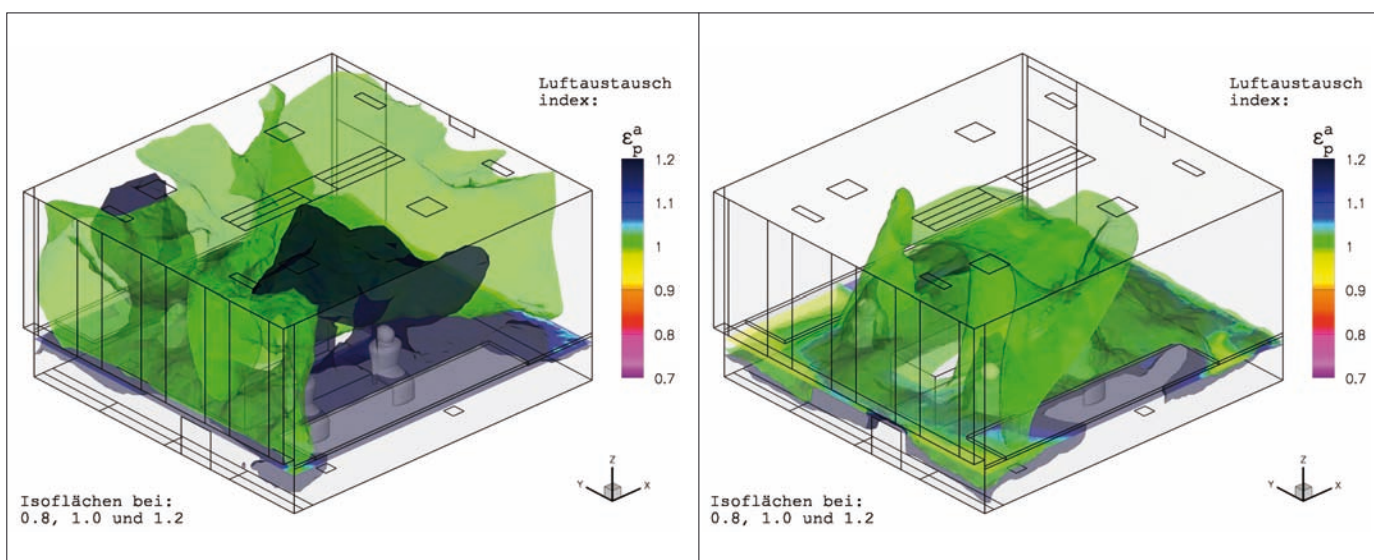 Luftaustausch
index:
ε_p^a
1.2
1.1
1
0.9
0.8
0.7
Z
Y X
Isoflächen bei:
0.8, 1.0 und 1.2
Luftaustausch
index:
ε_p^a
1.2
1.1
1
0.9
0.8
0.7
Z
Y X
Isoflächen bei:
0.8, 1.0 und 1.2